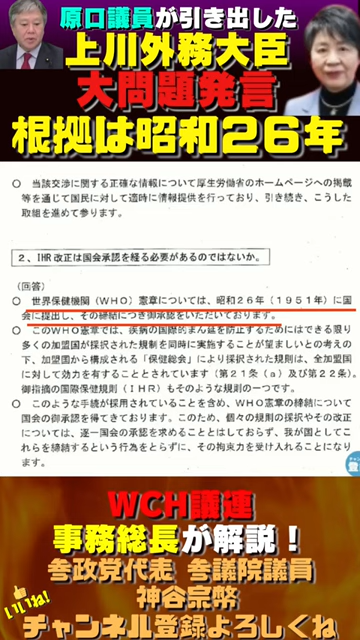 原口議員が引き出した
上川外務大臣
大問題発言
根拠は昭和26年
○ 当該交渉に関する正確な情報について厚生労働省のホームページへの掲載
等を通じて国民に対して適時に情報提供を行っており、引き続き、こうした
取組を進めて参ります。
2、IHR改正は国会承認を経る必要があるのではないか。
(回答)
○ 世界保健機関(WHO)憲章については、昭和26年(1951年)に国
会に提出し、その締結につき御承認をいただいております。
○ このWHO憲章では、疾病の国際的まん延を防止するためにはできる限り
多くの加盟国が採択された規制を同時に実施することが望ましいとの考えの
下、加盟国から構成される「保健総会」により採択された規則は、全加盟国
に対して効力を有することとされています(第21条(a)及び第22条)。
御指摘の国際保健規則(IHR)もそのような規則の一つです。
○ このような手続が採用されていることを含め、WHO憲章の締結について
国会の御承認を得てきております。このため、個々の規則の採択やその改正
については、逐一国会の承認を求めることとはしておらず、我が国としてこ
れらを締結するという行為をとらずに、その拘束力を受け入れることになり
ます。
WCH議連
事務総長が解説!
参政党代表 参議院議員
神谷宗幣
いいね!
チャンネル登録よろしくね